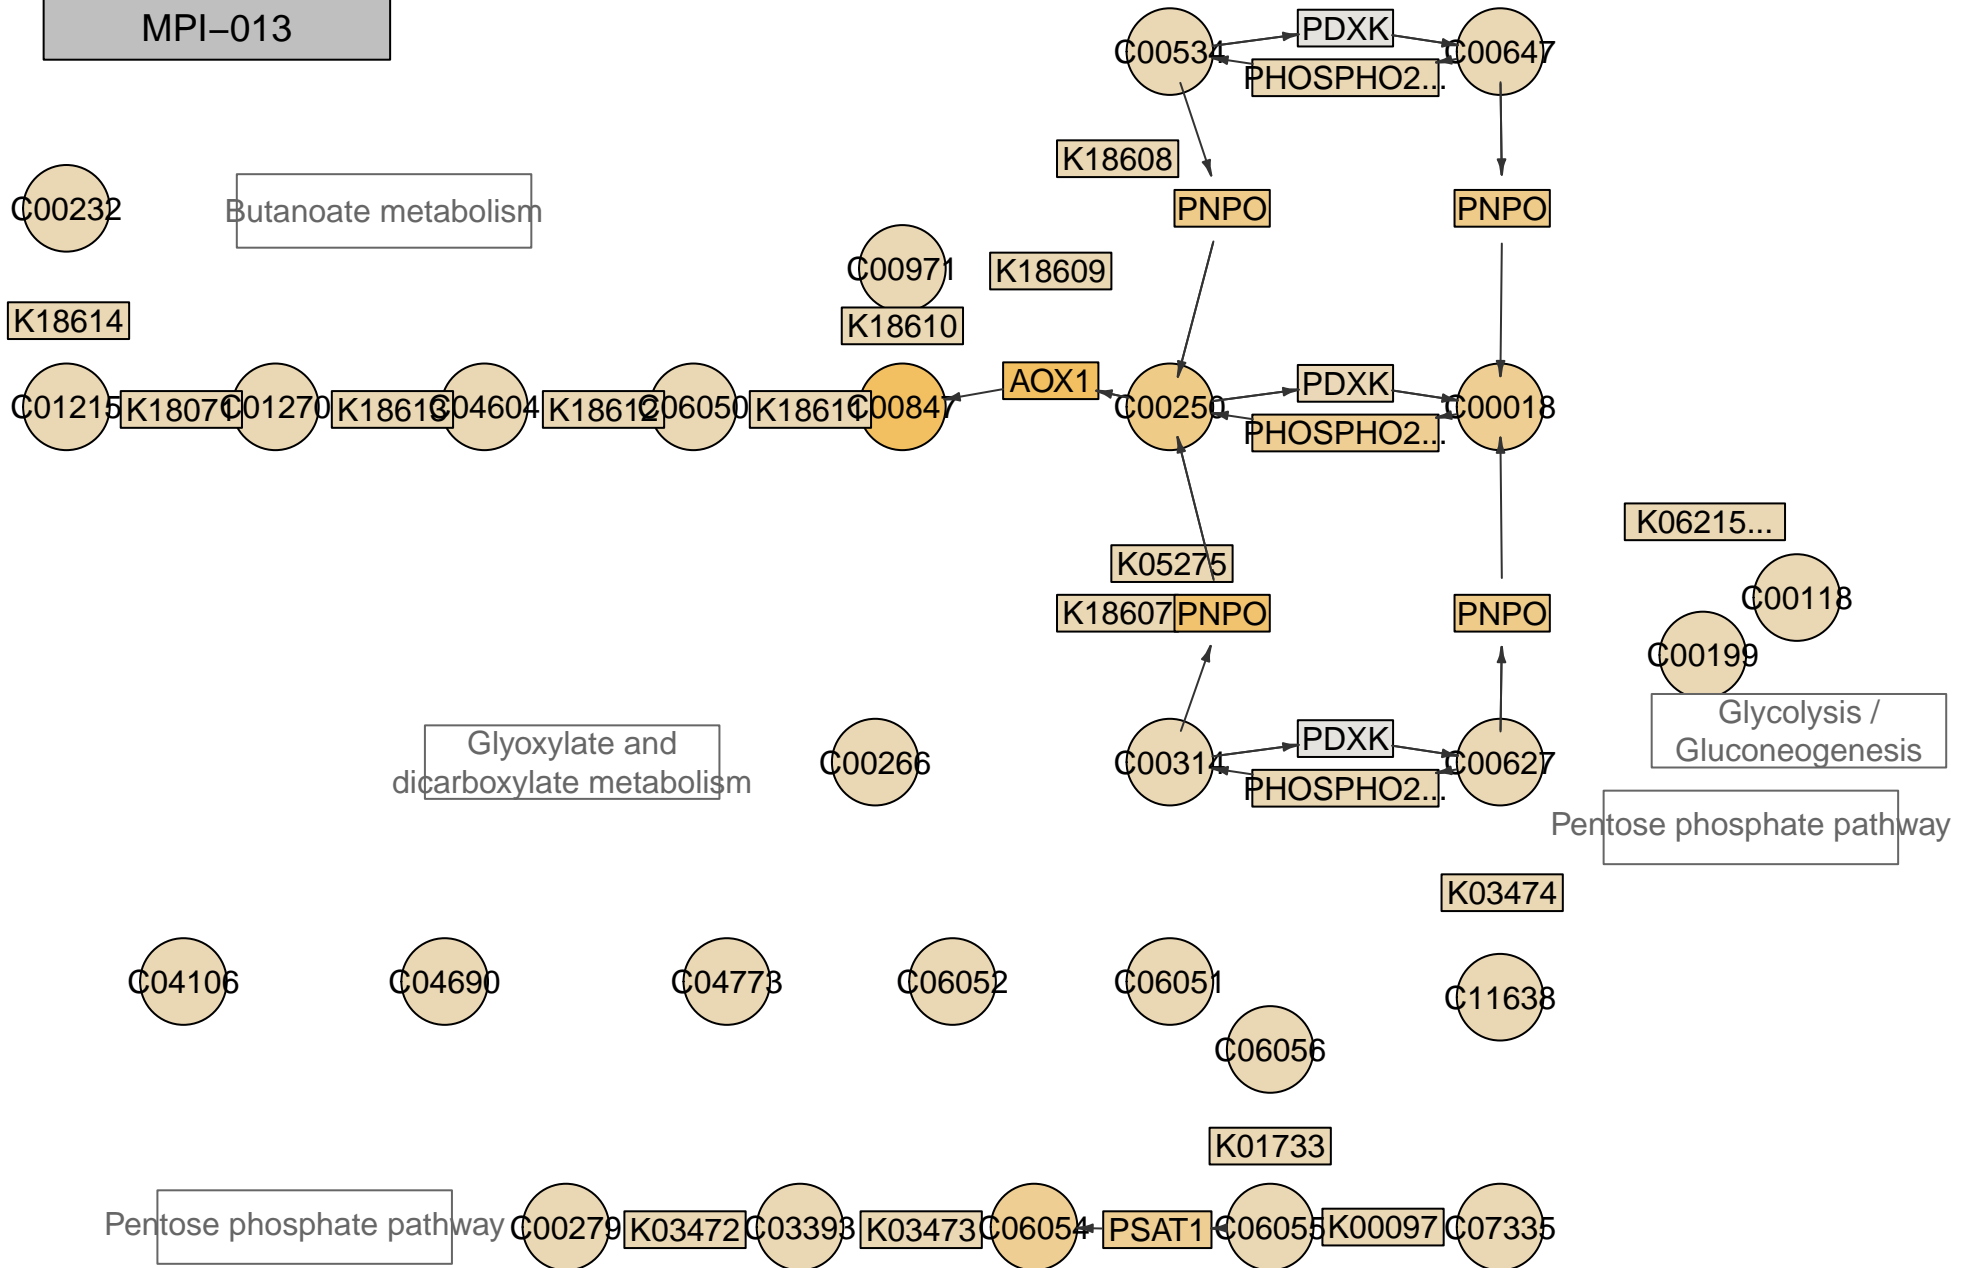 MPI–013
C00534
PDXK
C00647
PHOSPHO2...
K18608
C00232
Butanoate metabolism
PNPO
PNPO
C00971
K18609
K18614
K18610
AOX1
PDXK
C01215
K18071
C01270
K18613
C04604
K18612
C06050
K18611
C00847
C00250
C00018
PHOSPHO2...
K06215...
K05275
C00118
K18607
PNPO
PNPO
C00199
Glycolysis /
Gluconeogenesis
Glyoxylate and
dicarboxylate metabolism
C00266
C00314
PDXK
C00627
PHOSPHO2...
Pentose phosphate pathway
K03474
C04106
C04690
C04773
C06052
C06051
C11638
C06056
K01733
Pentose phosphate pathway
C00279
K03472
C03393
K03473
C06054
PSAT1
C06055
K00097
C07335